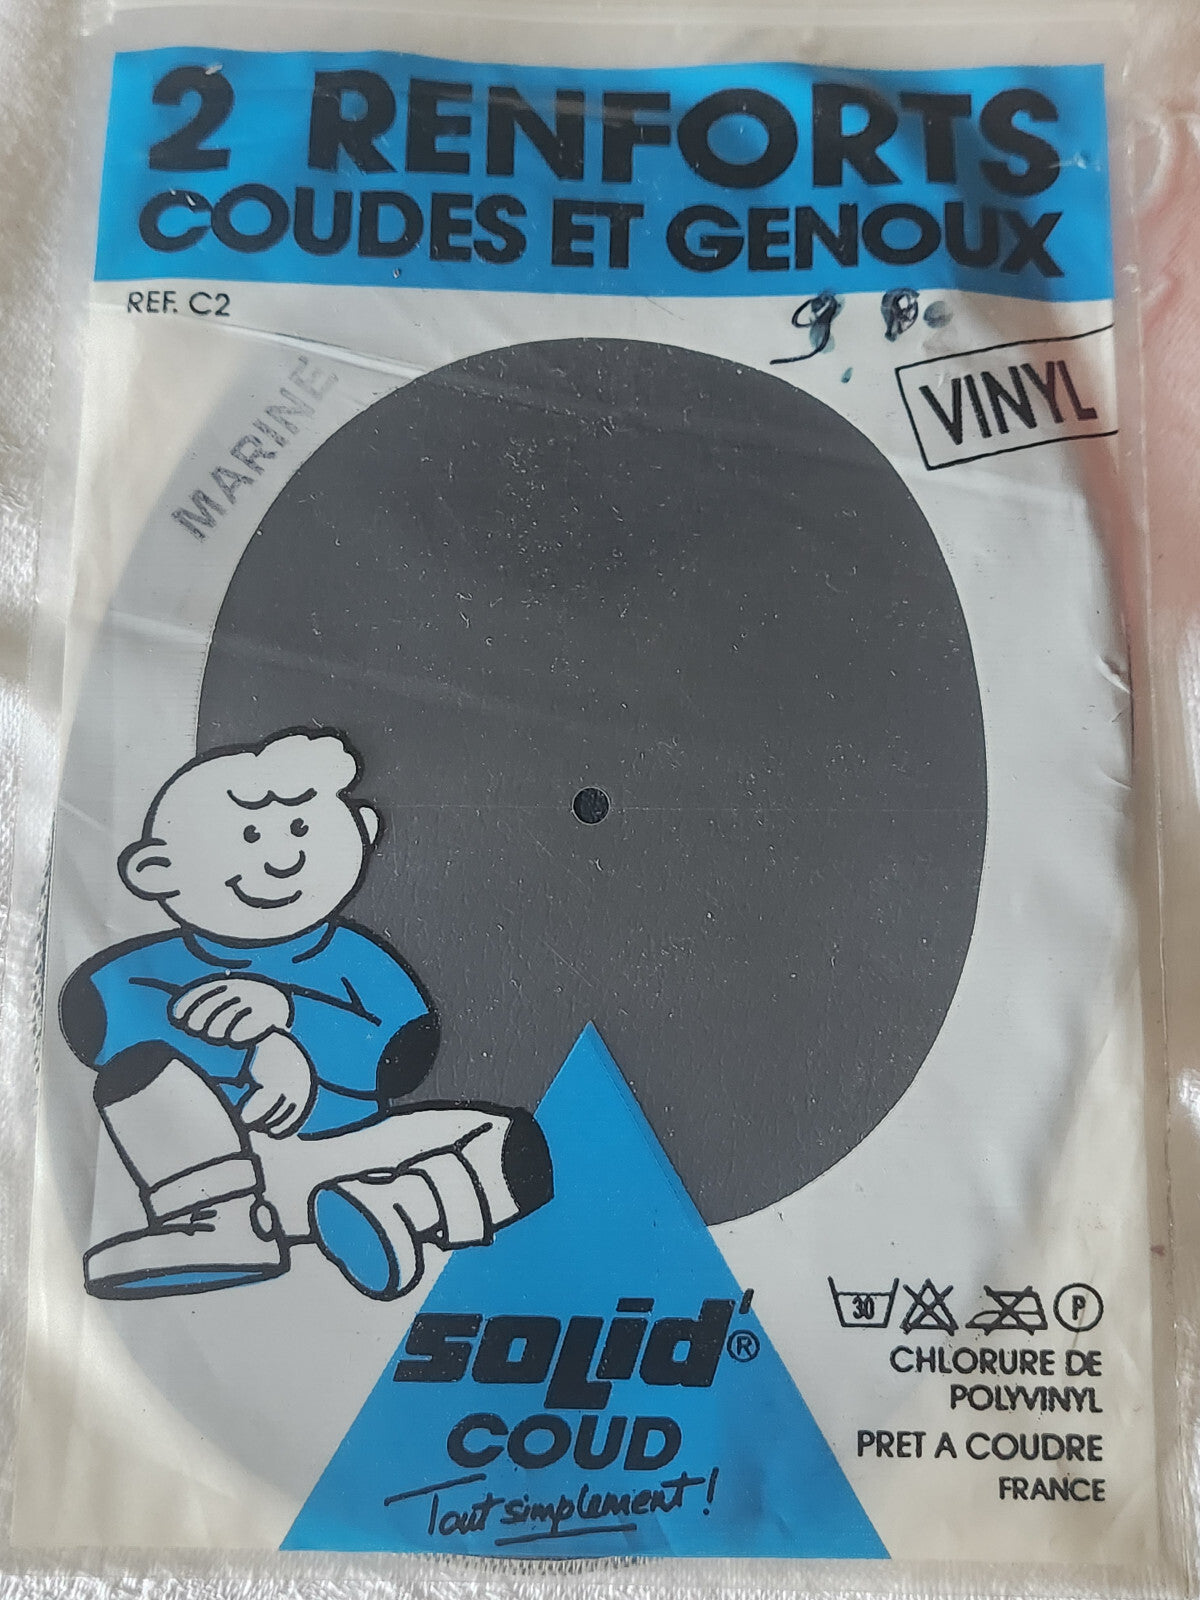 2 RENFORTS
COUDES ET GENOUX
REF. C2
MARINE
VINYL
SOLID'®
COUD
Tout simplement!
30
P
CHLORURE DE
POLYVINYL
PRET A COUDRE
FRANCE